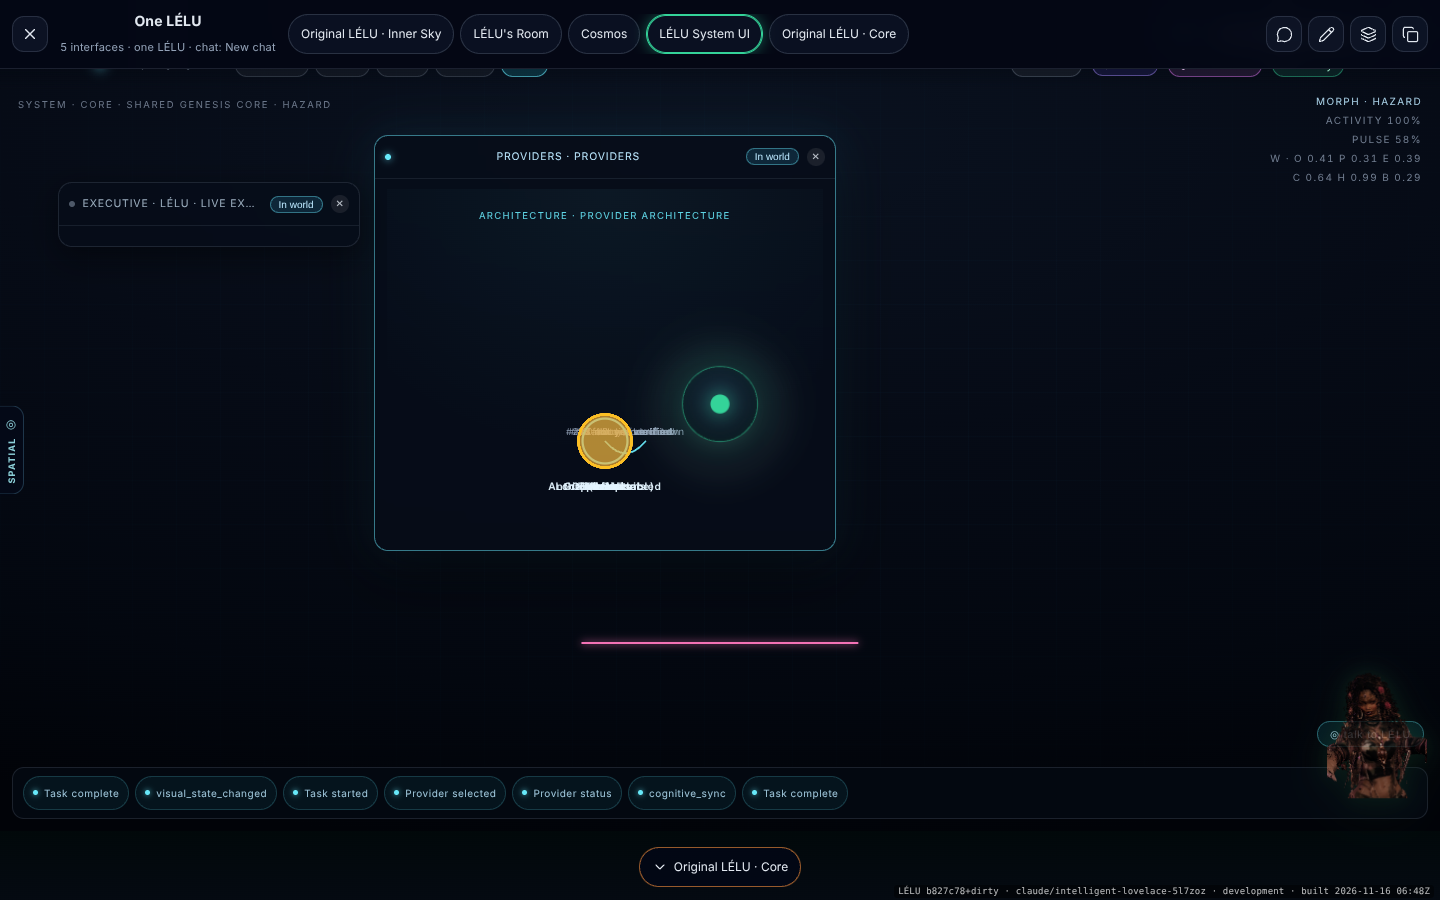 One LÉLU
5 interfaces · one LÉLU · chat: New chat
Original LÉLU · Inner Sky
LÉLU's Room
Cosmos
LÉLU System UI
Original LÉLU · Core
SYSTEM · CORE · SHARED GENESIS CORE · HAZARD
MORPH · HAZARD
ACTIVITY 100%
PULSE 58%
W · O 0.41 P 0.31 E 0.39
C 0.64 H 0.99 B 0.29
PROVIDERS · PROVIDERS
In world
EXECUTIVE · LÉLU · LIVE EX...
In world
ARCHITECTURE · PROVIDER ARCHITECTURE
SPATIAL
Task complete
visual_state_changed
Task started
Provider selected
Provider status
cognitive_sync
Task complete
Original LÉLU · Core
LÉLU b827c78+dirty · claude/intelligent-lovelace-5l7zoz · development · built 2026-11-16 06:48Z